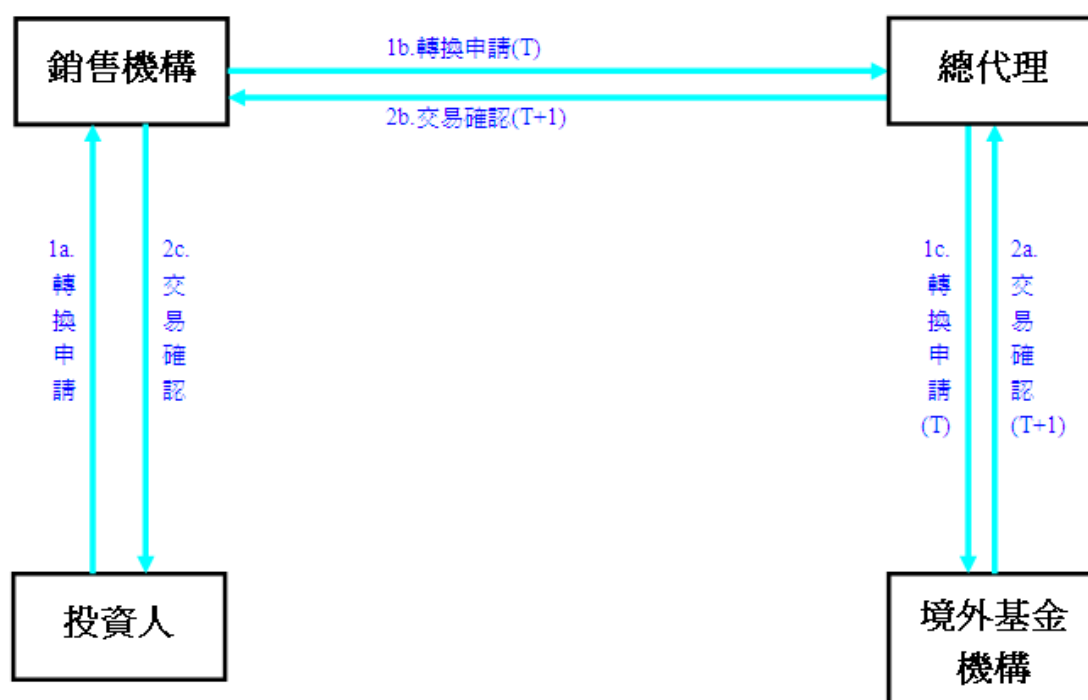 銷售機構
1b.轉換申請(T)
2b.交易確認(T+1)
總代理
1a.
轉
換
申
請
2c.
交
易
確
認
1c.
轉
換
申
請
(T)
2a.
交
易
確
認
(T+1)
投資人
境外基金
機構